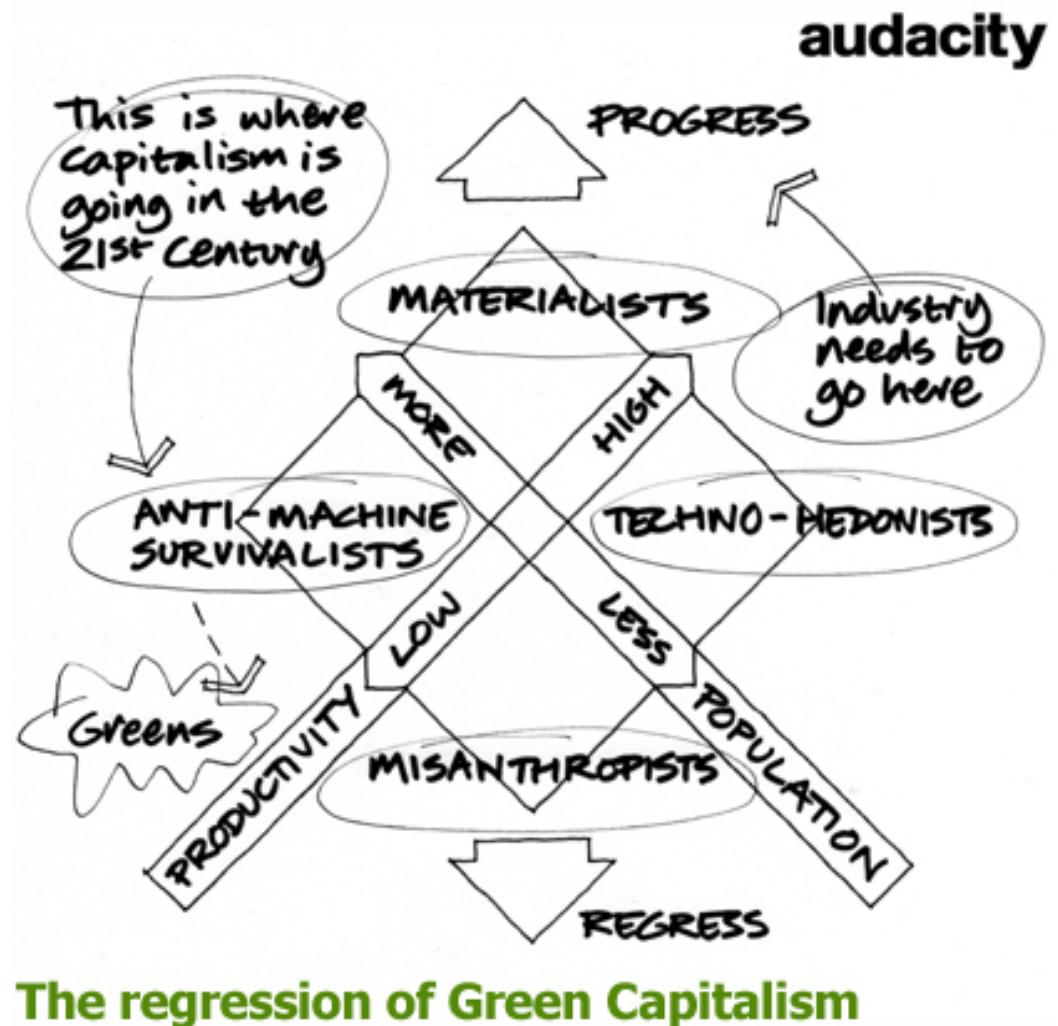 audacity
This is where
capitalism is
going in the
21st Century
PROGRESS
MATERIALISTS
Industry
needs to
go here
MORE
HIGH
ANTI-MACHINE
SURVIVALISTS
TECHNO-HEDONISTS
LOW
LESS
Greens
PRODUCTIVITY
POPULATION
MISANTHROPISTS
REGRESS
The regression of Green Capitalism